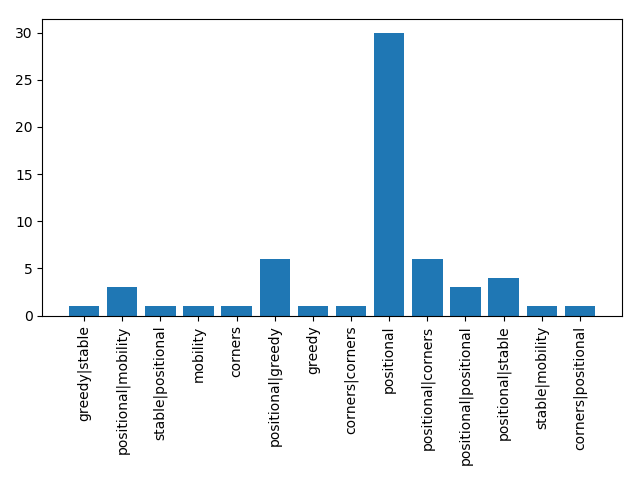 30
25
20
15
10
5
0
greedy|stable
positional|mobility
stable|positional
mobility
corners
positional|greedy
greedy
corners|corners
positional
positional|corners
positional|positional
positional|stable
stable|mobility
corners|positional